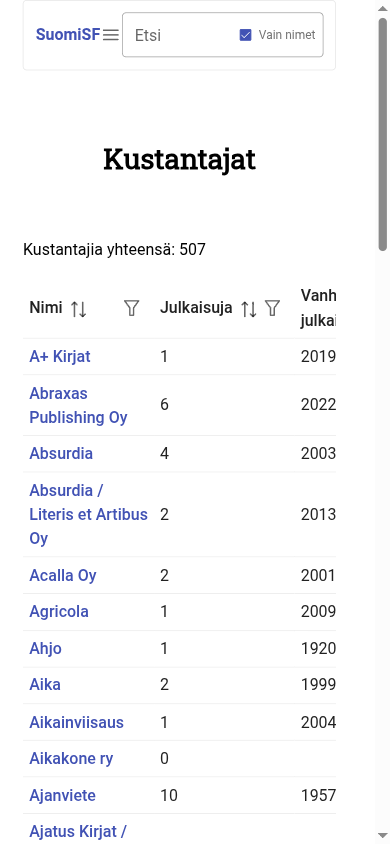 SuomiSF
Etsi
Vain nimet
Kustantajat
Kustantajia yhteensä: 507
Nimi
Julkaisuja
A+ Kirjat 1 2019
Abraxas
Publishing Oy 6 2022
Absurdia 4 2003
Absurdia /
Literis et Artibus
Oy 2 2013
Acalla Oy 2 2001
Agricola 1 2009
Ahjo 1 1920
Aika 2 1999
Aikainviisaus 1 2004
Aikakone ry 0
Ajanviete 10 1957
Ajatus Kirjat /